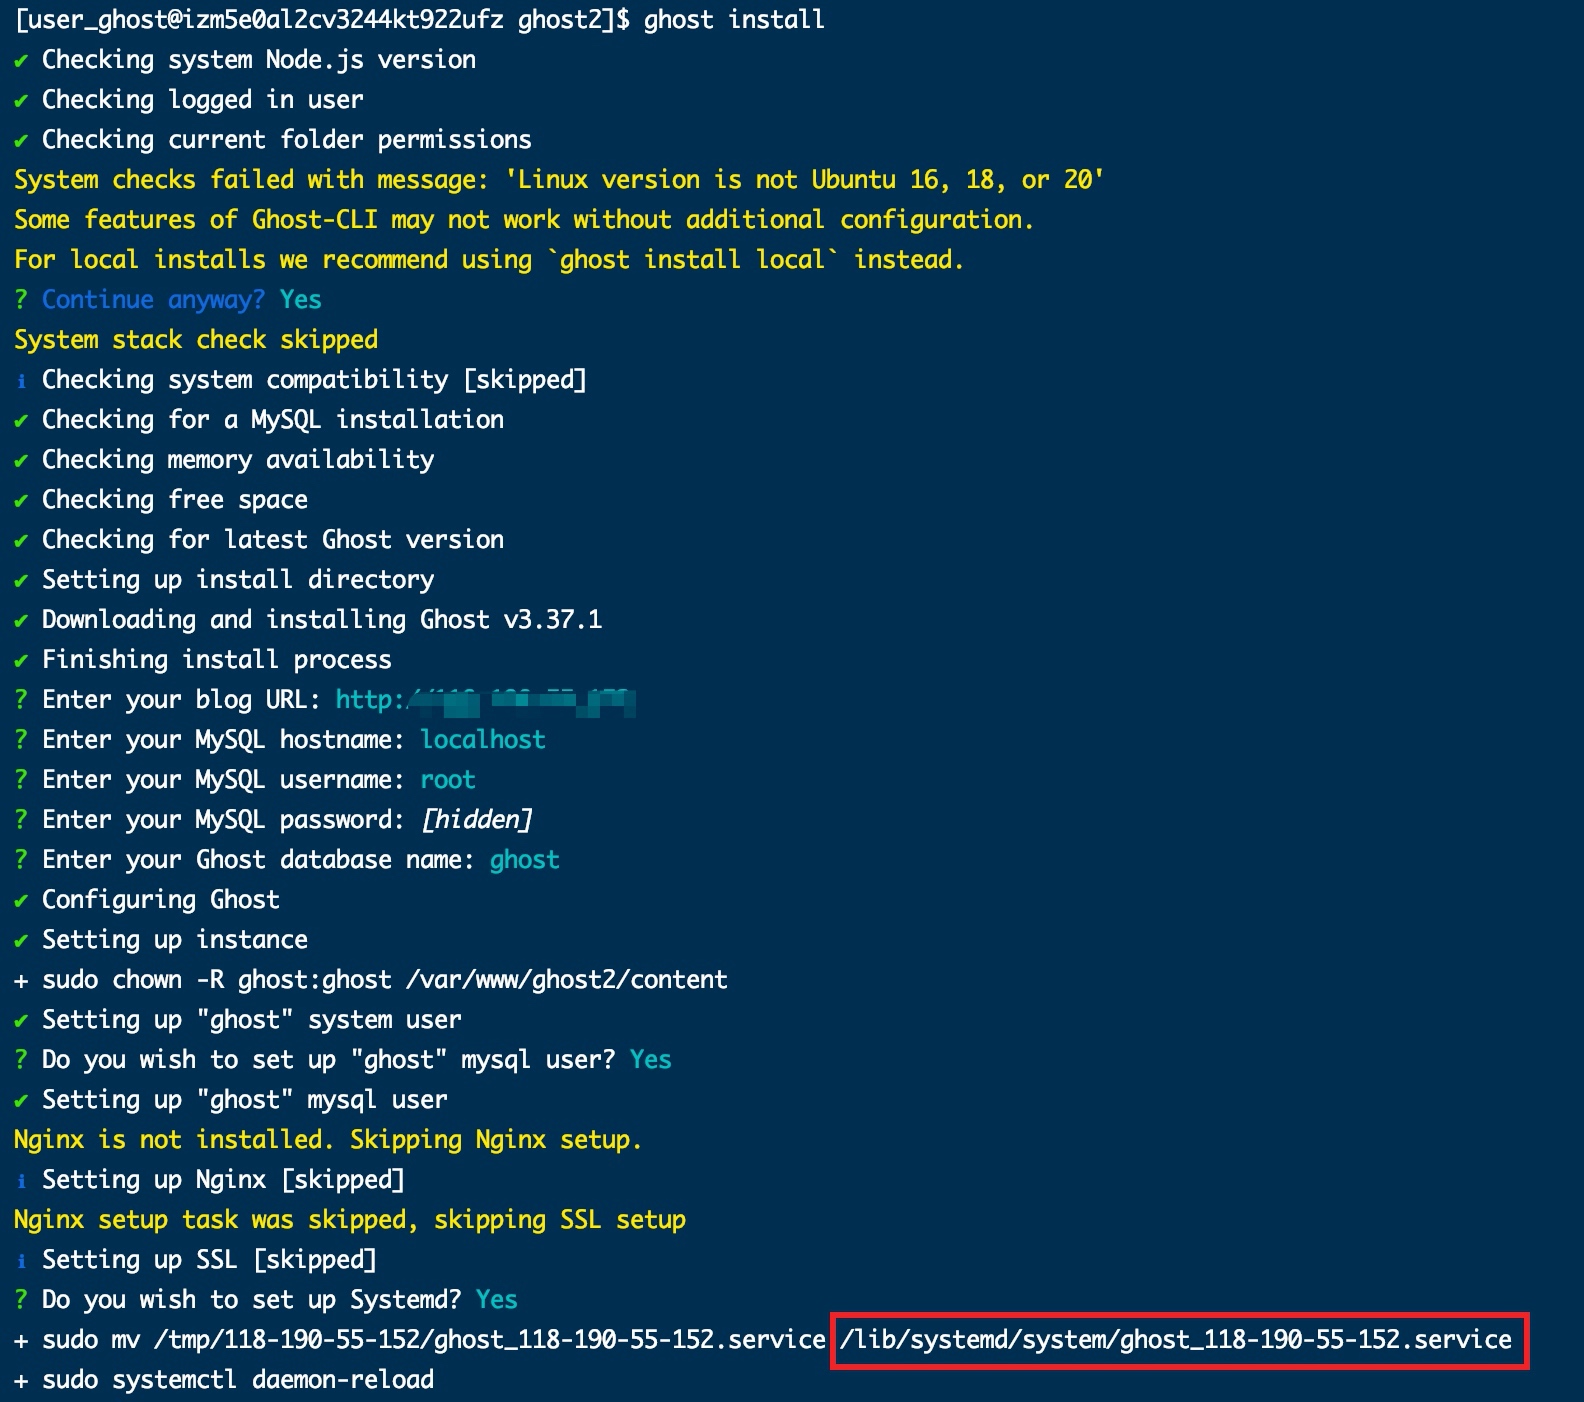 [user_ghost@izm5e0al2cv3244kt922ufz ghost2]$ ghost install
✔ Checking system Node.js version
✔ Checking logged in user
✔ Checking current folder permissions
System checks failed with message: 'Linux version is not Ubuntu 16, 18, or 20'
Some features of Ghost-CLI may not work without additional configuration.
For local installs we recommend using `ghost install local` instead.
? Continue anyway? Yes
System stack check skipped
ℹ Checking system compatibility [skipped]
✔ Checking for a MySQL installation
✔ Checking memory availability
✔ Checking free space
✔ Checking for latest Ghost version
✔ Setting up install directory
✔ Downloading and installing Ghost v3.37.1
✔ Finishing install process
? Enter your blog URL: http:/
? Enter your MySQL hostname: localhost
? Enter your MySQL username: root
? Enter your MySQL password: [hidden]
? Enter your Ghost database name: ghost
✔ Configuring Ghost
✔ Setting up instance
+ sudo chown -R ghost:ghost /var/www/ghost2/content
✔ Setting up "ghost" system user
? Do you wish to set up "ghost" mysql user? Yes
✔ Setting up "ghost" mysql user
Nginx is not installed. Skipping Nginx setup.
ℹ Setting up Nginx [skipped]
Nginx setup task was skipped, skipping SSL setup
ℹ Setting up SSL [skipped]
? Do you wish to set up Systemd? Yes
+ sudo mv /tmp/118-190-55-152/ghost_118-190-55-152.service /lib/systemd/system/ghost_118-190-55-152.service
+ sudo systemctl daemon-reload